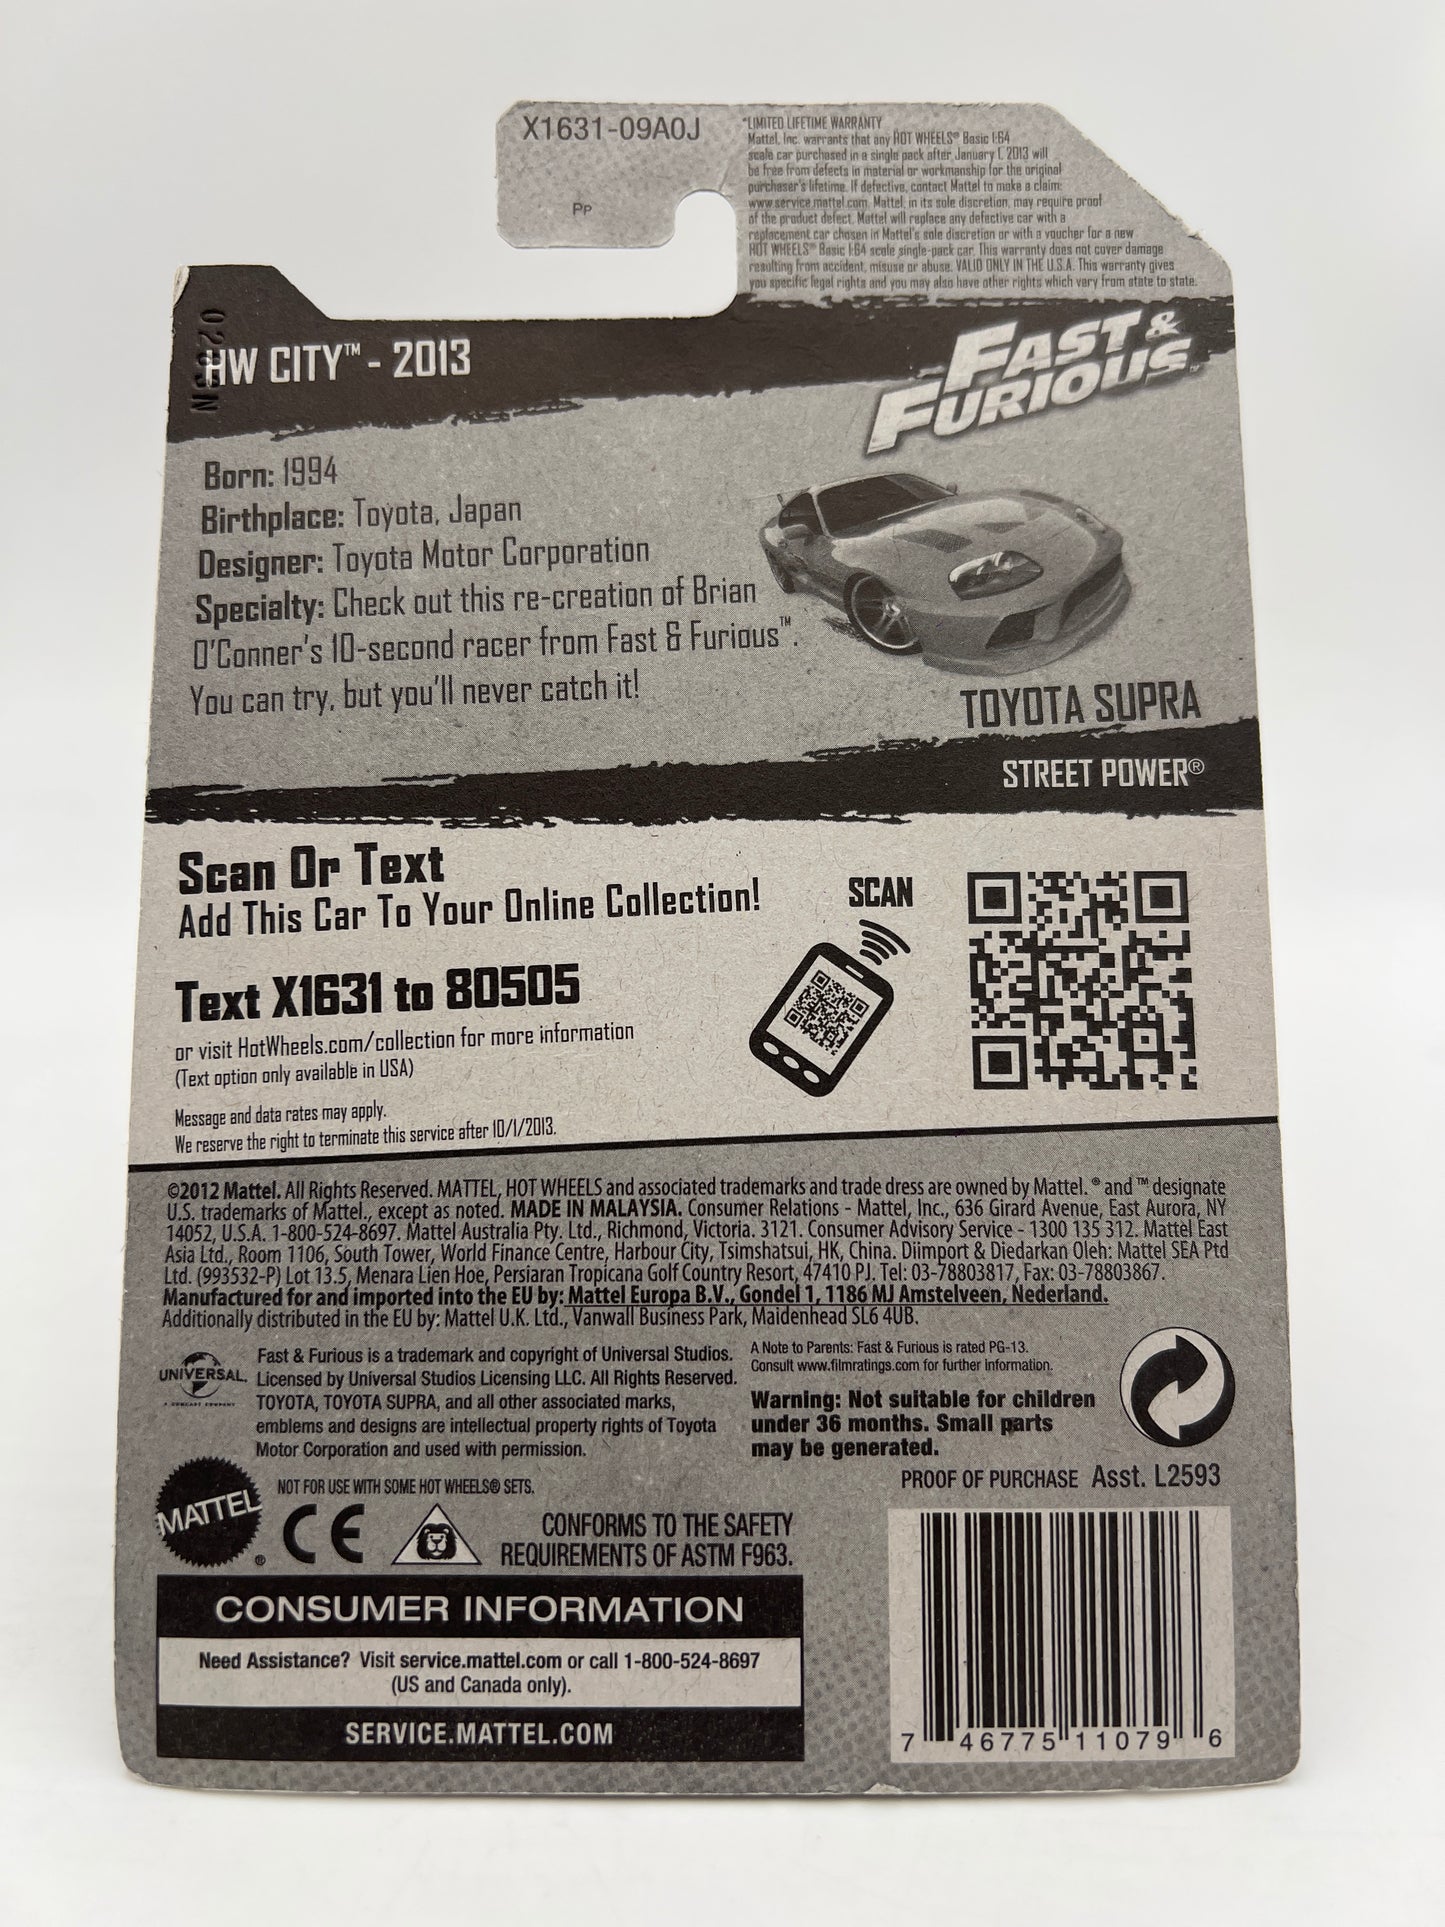 X1631-09A0J
PP
*LIMITED LIFETIME WARRANTY
Mattel, Inc. warrants that any HOT WHEELS® Basic 1:64
scale car purchased in a single pack after January 1, 2013 will
be free from defects in material or workmanship for the original
purchaser's lifetime. If defective, contact Mattel to make a claim:
www.service.mattel.com. Mattel, in its sole discretion, may require proof
of the product defect. Mattel will replace any defective car with a
replacement car chosen in Mattel's sole discretion or with a voucher for a new
HOT WHEELS® Basic 1:64 scale single-pack car. This warranty does not cover damage
resulting from accident, misuse or abuse. VALID ONLY IN THE U.S.A. This warranty gives
you specific legal rights and you may also have other rights which vary from state to state.
HW CITY™ - 2013
FAST &
FURIOUS™
Born: 1994
Birthplace: Toyota, Japan
Designer: Toyota Motor Corporation
Specialty: Check out this re-creation of Brian
O'Conner's 10-second racer from Fast & Furious™.
You can try, but you'll never catch it!
TOYOTA SUPRA
STREET POWER®
Scan Or Text
Add This Car To Your Online Collection!
SCAN
Text X1631 to 80505
or visit HotWheels.com/collection for more information
(Text option only available in USA)
Message and data rates may apply.
We reserve the right to terminate this service after 10/1/2013.
©2012 Mattel. All Rights Reserved. MATTEL, HOT WHEELS and associated trademarks and trade dress are owned by Mattel. ® and ™ designate
U.S. trademarks of Mattel., except as noted. MADE IN MALAYSIA. Consumer Relations - Mattel, Inc., 636 Girard Avenue, East Aurora, NY
14052, U.S.A. 1-800-524-8697. Mattel Australia Pty. Ltd., Richmond, Victoria. 3121. Consumer Advisory Service - 1300 135 312. Mattel East
Asia Ltd., Room 1106, South Tower, World Finance Centre, Harbour City, Tsimshatsui, HK, China. Diimport & Diedarkan Oleh: Mattel SEA Ptd
Ltd. (993532-P) Lot 13.5, Menara Lien Hoe, Persiaran Tropicana Golf Country Resort, 47410 PJ. Tel: 03-78803817, Fax: 03-78803867.
Manufactured for and imported into the EU by: Mattel Europa B.V., Gondel 1, 1186 MJ Amstelveen, Nederland.
Additionally distributed in the EU by: Mattel U.K. Ltd., Vanwall Business Park, Maidenhead SL6 4UB.
UNIVERSAL
A COMCAST COMPANY
Fast & Furious is a trademark and copyright of Universal Studios.
Licensed by Universal Studios Licensing LLC. All Rights Reserved.
TOYOTA, TOYOTA SUPRA, and all other associated marks,
emblems and designs are intellectual property rights of Toyota
Motor Corporation and used with permission.
A Note to Parents: Fast & Furious is rated PG-13.
Consult www.filmratings.com for further information.
Warning: Not suitable for children
under 36 months. Small parts
may be generated.
PROOF OF PURCHASE Asst. L2593
NOT FOR USE WITH SOME HOT WHEELS® SETS.
MATTEL®
CE
CONFORMS TO THE SAFETY
REQUIREMENTS OF ASTM F963.
CONSUMER INFORMATION
Need Assistance? Visit service.mattel.com or call 1-800-524-8697
(US and Canada only).
SERVICE.MATTEL.COM
7 46775 11079 6